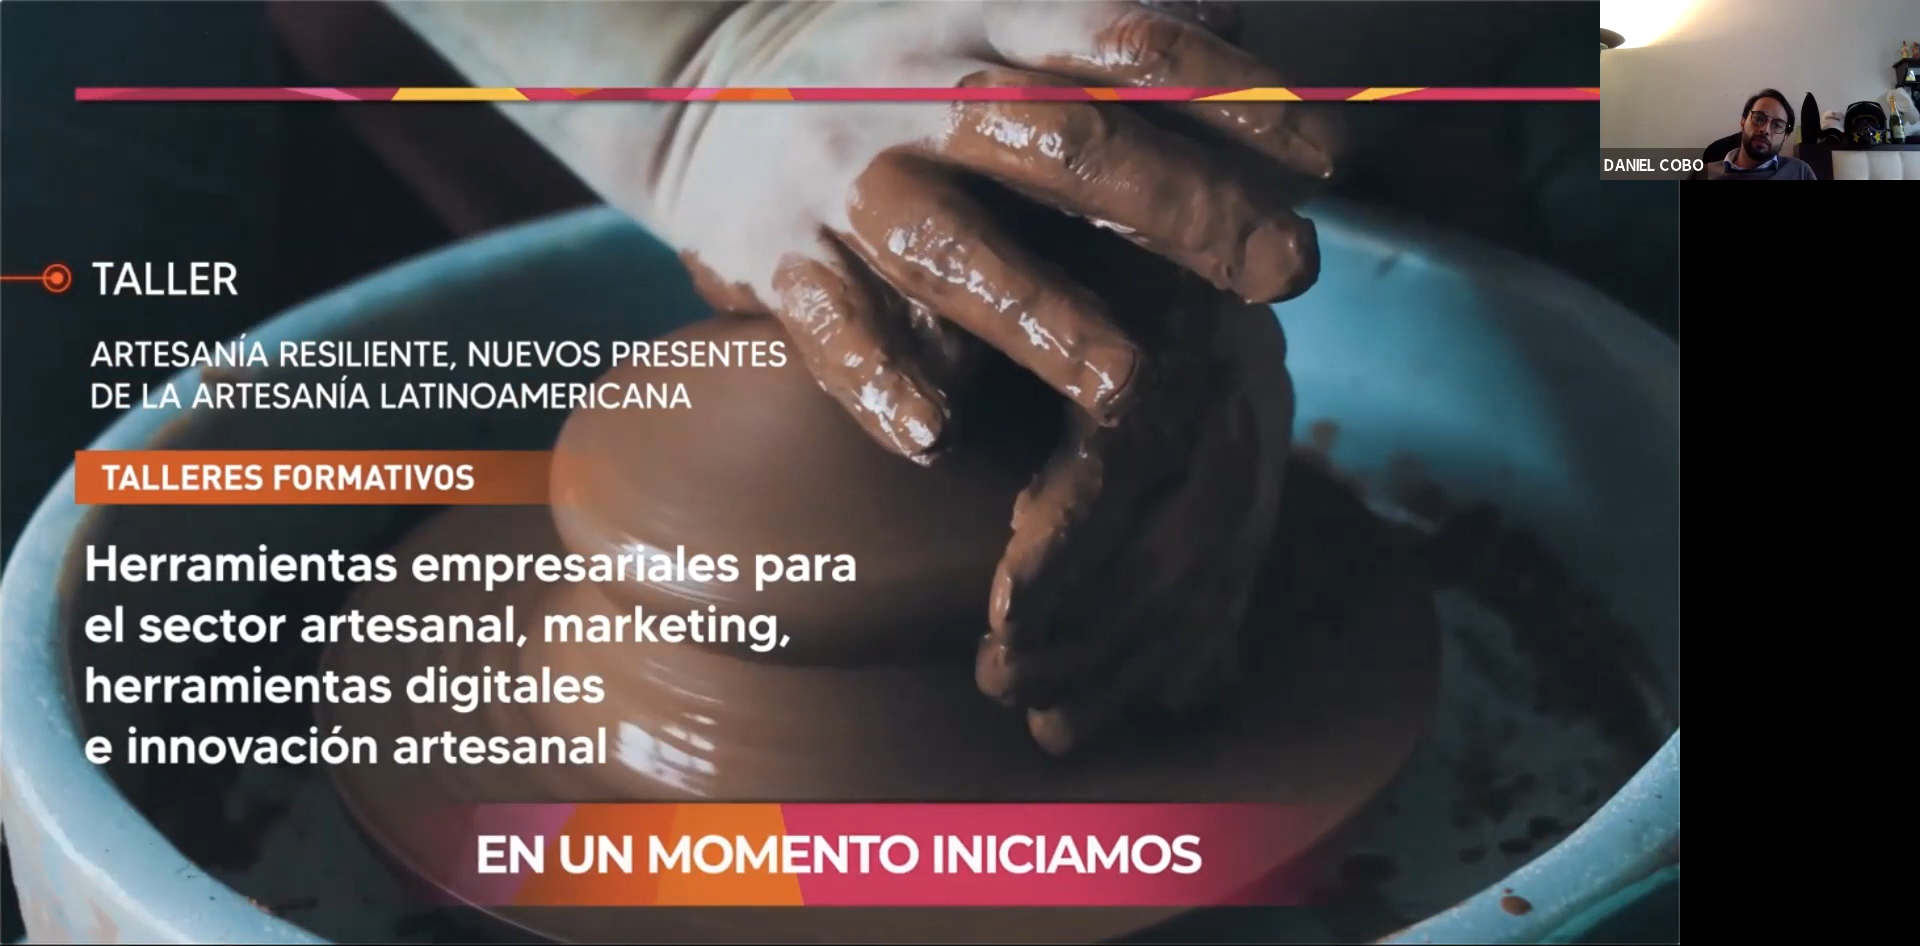 DANIEL COBO
TALLER
ARTESANÍA RESILIENTE, NUEVOS PRESENTES
DE LA ARTESANÍA LATINOAMERICANA
TALLERES FORMATIVOS
Herramientas empresariales para
el sector artesanal, marketing,
herramientas digitales
e innovación artesanal
EN UN MOMENTO INICIAMOS